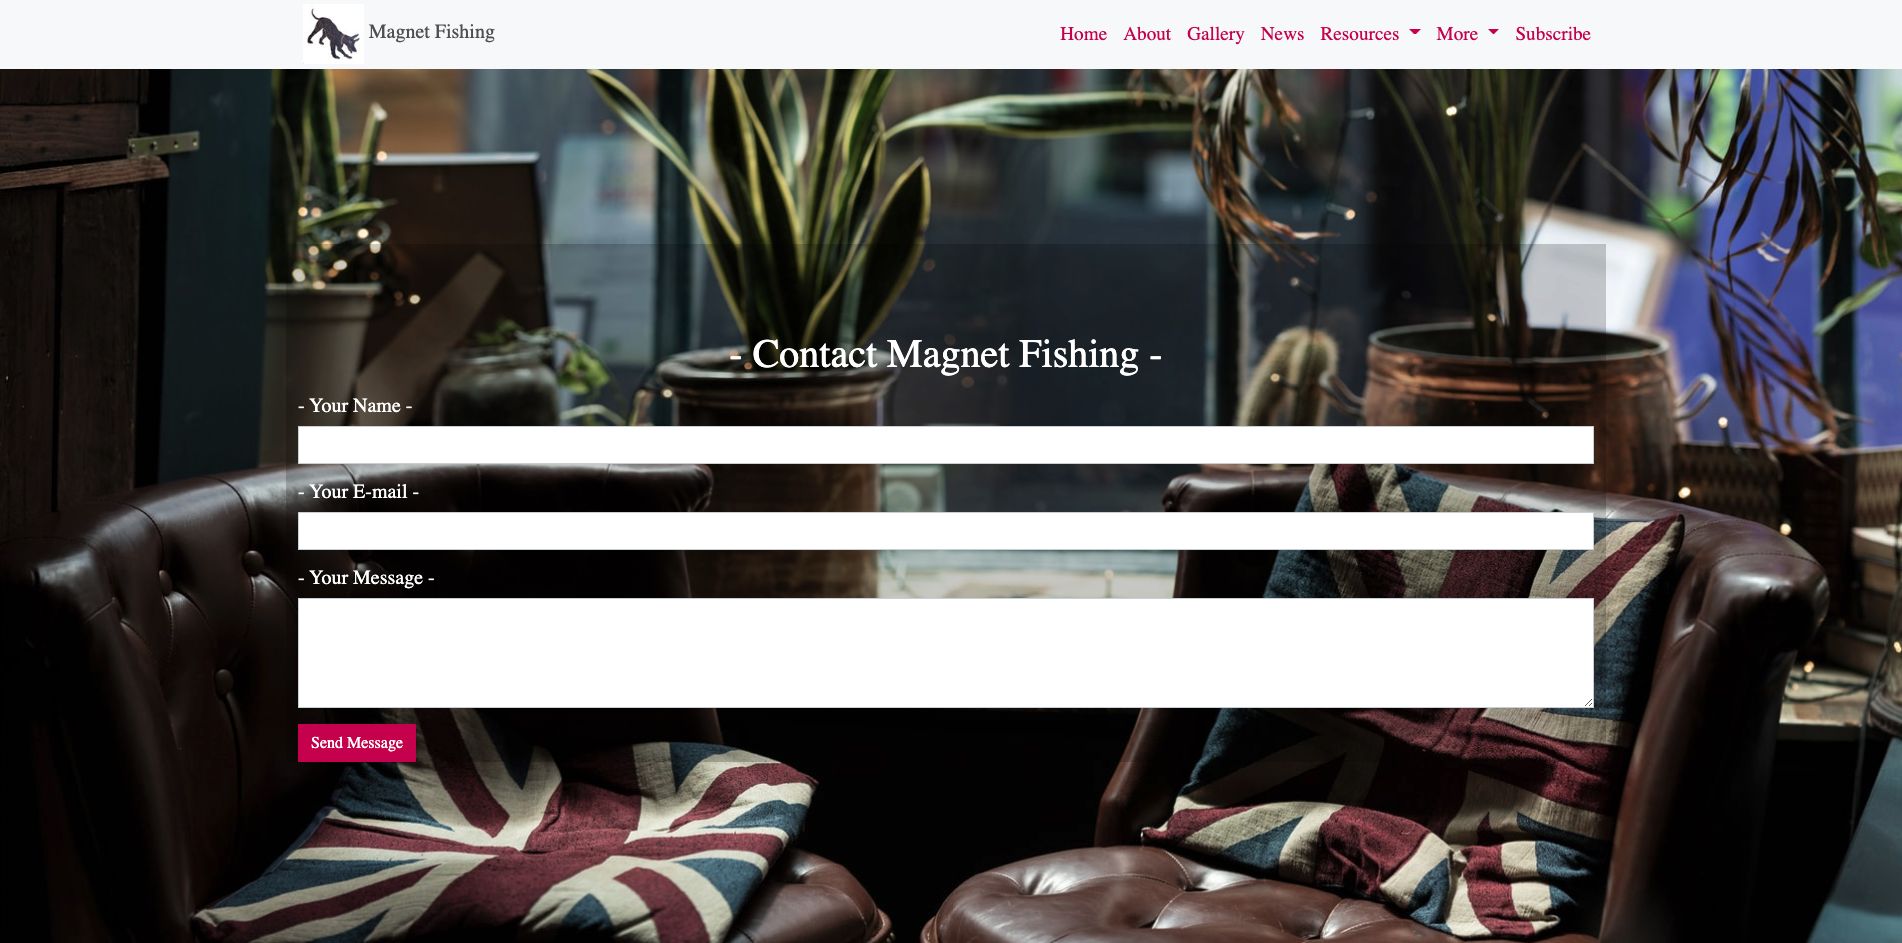 Magnet Fishing
Home About Gallery News Resources More Subscribe
- Contact Magnet Fishing -
- Your Name -
- Your E-mail -
- Your Message -
Send Message